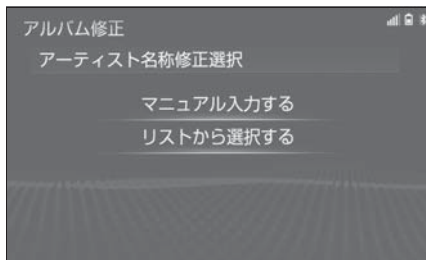 アルバム修正
アーティスト名称修正選択
マニュアル入力する
リストから選択する